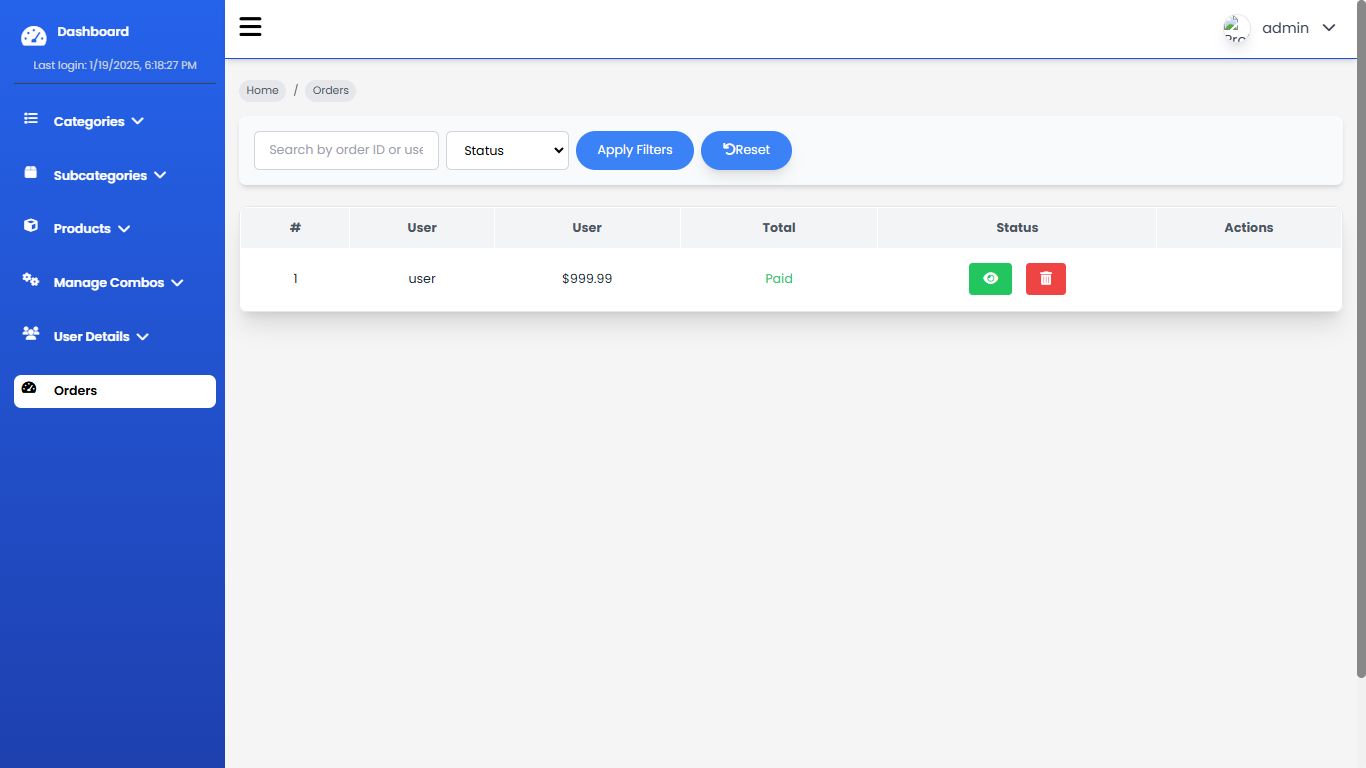 Dashboard
Last login: 1/19/2025, 6:18:27 PM
Categories
Subcategories
Products
Manage Combos
User Details
Orders
admin
Home / Orders
Search by order ID or use
Status
Apply Filters
Reset
# User User Total Status Actions
1 user $999.99 Paid